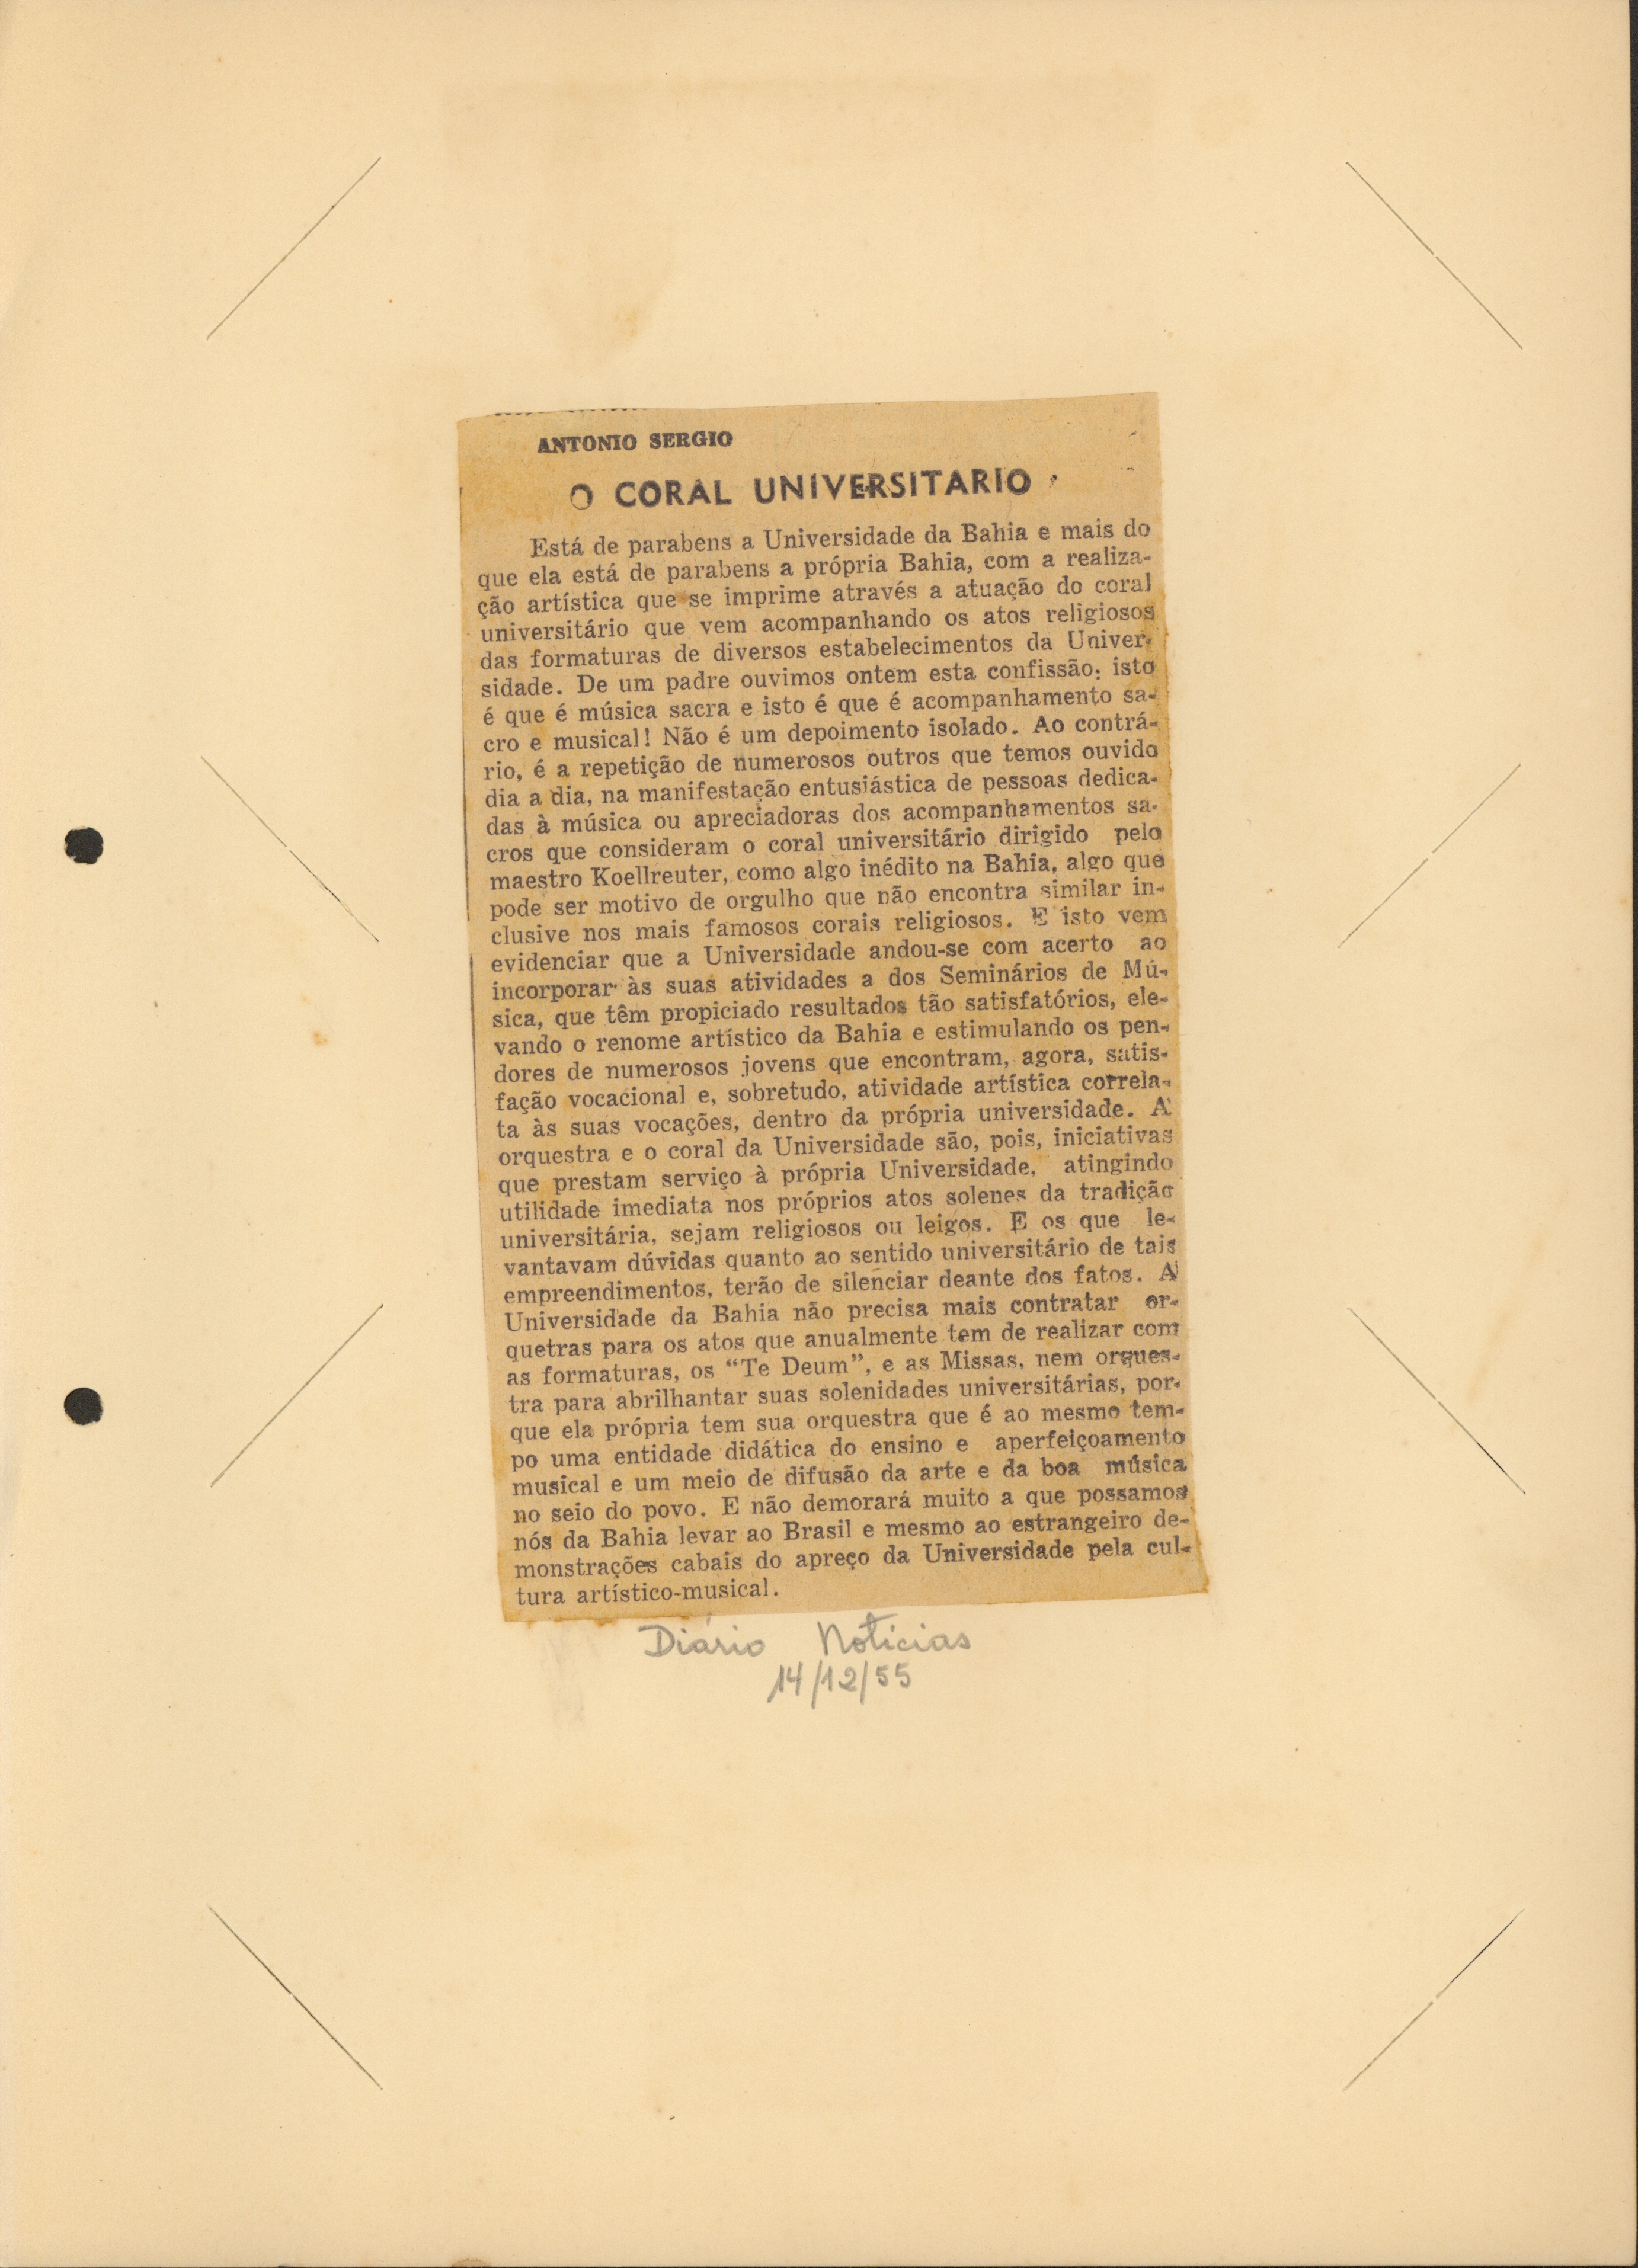 ANTONIO SERGIO
O CORAL UNIVERSITARIO
Está de parabens a Universidade da Bahia e mais do
que ela está de parabens a própria Bahia, com a realiza-
ção artística que se imprime através a atuação do coral
universitário que vem acompanhando os atos religiosos
das formaturas de diversos estabelecimentos da Univer-
sidade. De um padre ouvimos ontem esta confissão: isto
é que é música sacra e isto é que é acompanhamento sa-
cro e musical! Não é um depoimento isolado. Ao contrá-
rio, é a repetição de numerosos outros que temos ouvido
dia a dia, na manifestação entusiástica de pessoas dedica-
das à música ou apreciadoras dos acompanhamentos sa-
cros que consideram o coral universitário dirigido pelo
maestro Koellreuter, como algo inédito na Bahia, algo que
pode ser motivo de orgulho que não encontra similar in-
clusive nos mais famosos corais religiosos. E isto vem
evidenciar que a Universidade andou-se com acerto ao
incorporar às suas atividades a dos Seminários de Mú-
sica, que têm propiciado resultados tão satisfatórios, ele-
vando o renome artístico da Bahia e estimulando os pen-
dores de numerosos jovens que encontram, agora, satis-
fação vocacional e, sobretudo, atividade artística correla-
ta às suas vocações, dentro da própria universidade. A
orquestra e o coral da Universidade são, pois, iniciativas
que prestam serviço à própria Universidade, atingindo
utilidade imediata nos próprios atos solenes da tradição
universitária, sejam religiosos ou leigos. E os que le-
vantavam dúvidas quanto ao sentido universitário de tais
empreendimentos, terão de silenciar deante dos fatos. A
Universidade da Bahia não precisa mais contratar or-
quetras para os atos que anualmente tem de realizar com
as formaturas, os "Te Deum", e as Missas, nem orques-
tra para abrilhantar suas solenidades universitárias, por-
que ela própria tem sua orquestra que é ao mesmo tem-
po uma entidade didática do ensino e aperfeiçoamento
musical e um meio de difusão da arte e da boa música
no seio do povo. E não demorará muito a que possamos
nós da Bahia levar ao Brasil e mesmo ao estrangeiro de-
monstrações cabais do apreço da Universidade pela cul-
tura artístico-musical.
Diário Notícias
14/12/55